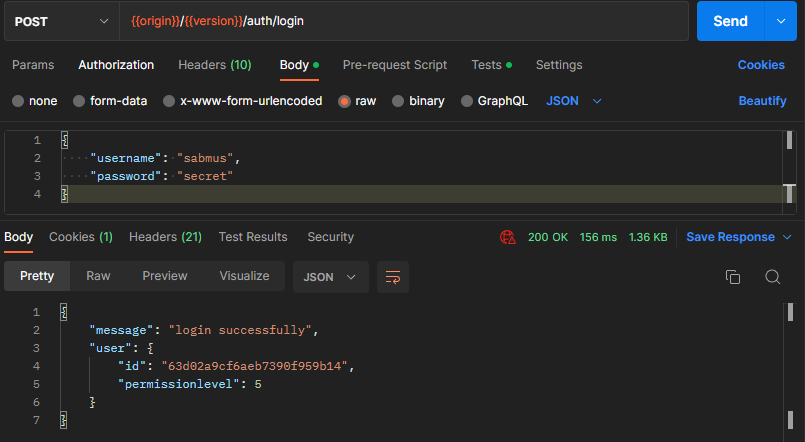 POST {{origin}}/{{version}}/auth/login Send
Params Authorization Headers (10) Body Pre-request Script Tests Settings Cookies
none form-data x-www-form-urlencoded raw binary GraphQL JSON Beautify
1 {
2 "username": "sabmus",
3 "password": "secret"
4 }
Body Cookies (1) Headers (21) Test Results Security 200 OK 156 ms 1.36 KB Save Response
Pretty Raw Preview Visualize JSON
1 {
2 "message": "login successfully",
3 "user": {
4 "id": "63d02a9cf6aeb7390f959b14",
5 "permissionlevel": 5
6 }
7 }